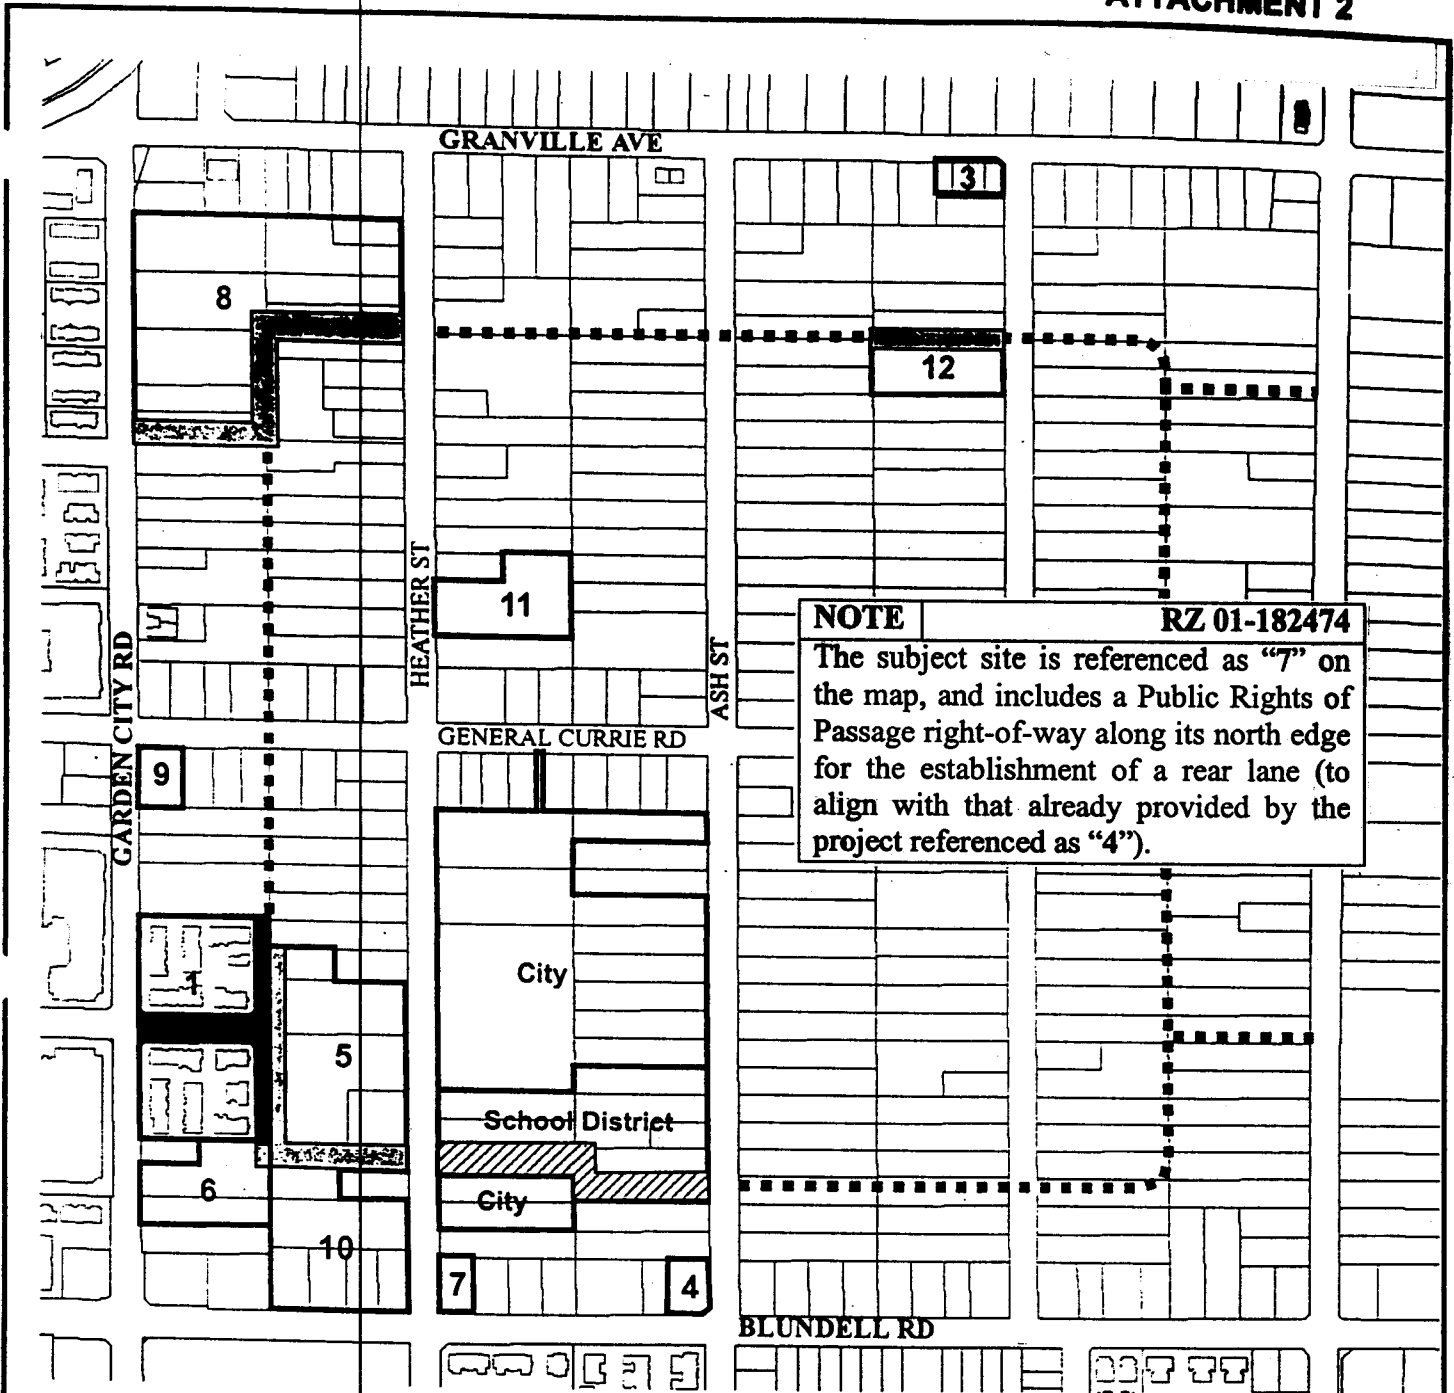 ATTACHMENT 2
GRANVILLE AVE
3
8
12
HEATHER ST
11
NOTE RZ 01-182474
The subject site is referenced as “7” on
the map, and includes a Public Rights of
Passage right-of-way along its north edge
for the establishment of a rear lane (to
align with that already provided by the
project referenced as “4”).
ASH ST
GARDEN CITY RD
GENERAL CURRIE RD
9
City
1
5
School District
6
City
10
7
4
BLUNDELL RD